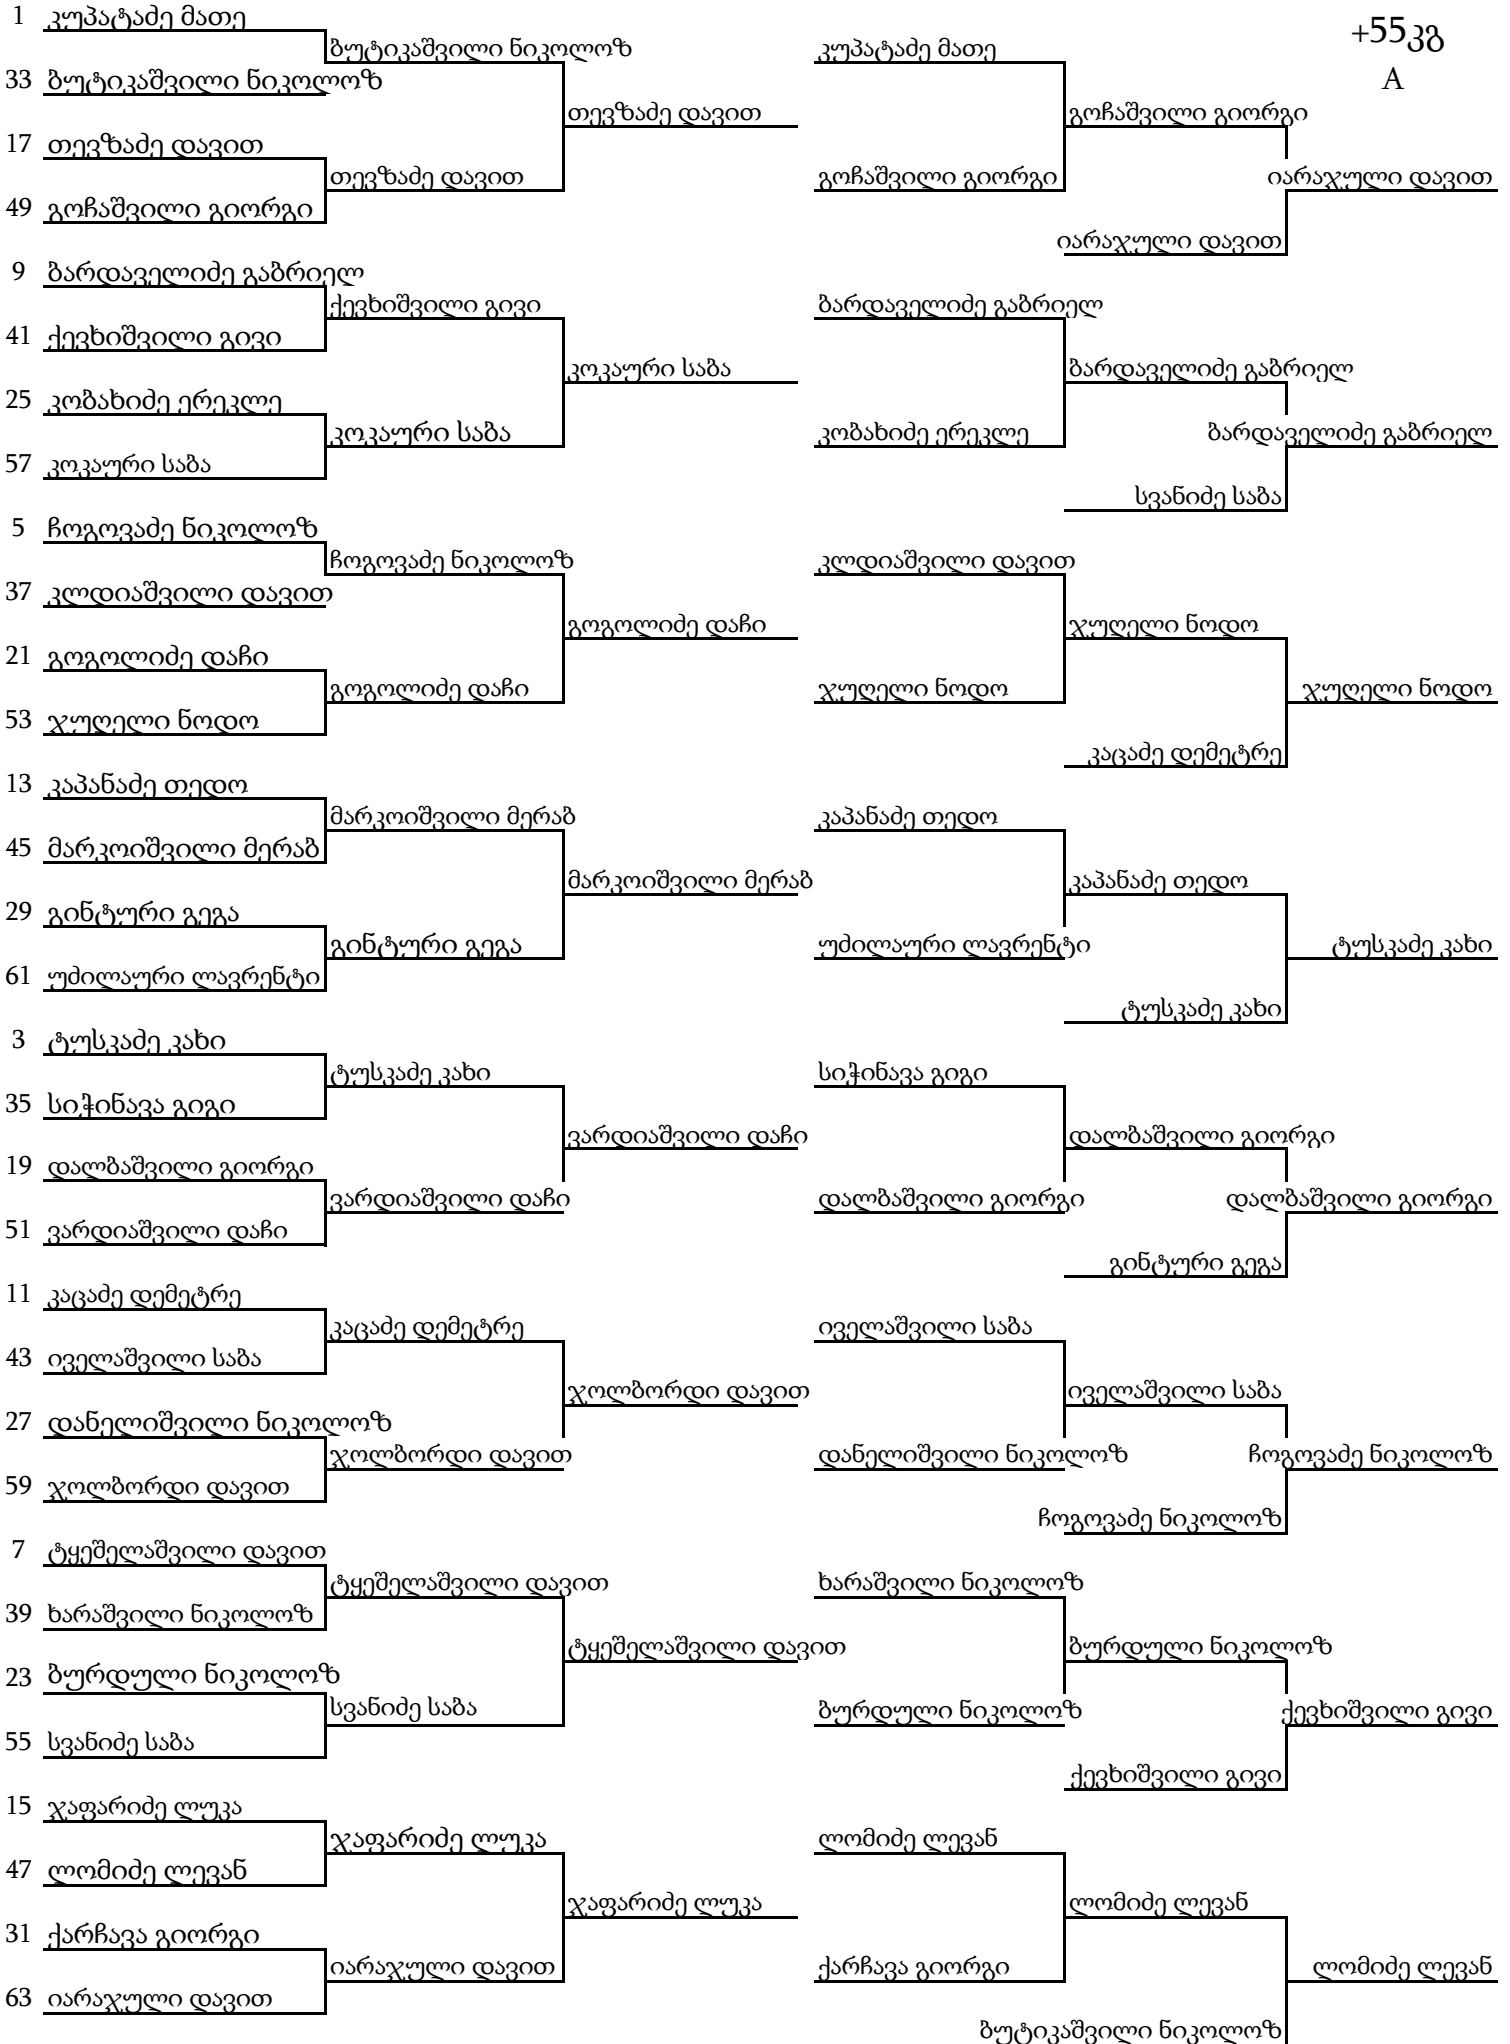 1 კუპატაძე მათე
+55კგ
ბუტიკაშვილი ნიკოლოზ კუპატაძე მათე
33 ბუტიკაშვილი ნიკოლოზ
A
თევზაძე დავით გოჩაშვილი გიორგი
17 თევზაძე დავით
თევზაძე დავით გოჩაშვილი გიორგი იარაჯული დავით
49 გოჩაშვილი გიორგი
იარაჯული დავით
9 ბარდაველიძე გაბრიელ
ქევხიშვილი გივი ბარდაველიძე გაბრიელ
41 ქევხიშვილი გივი
კოკაური საბა ბარდაველიძე გაბრიელ
25 კობახიძე ერეკლე
კოკაური საბა კობახიძე ერეკლე ბარდაველიძე გაბრიელ
57 კოკაური საბა
სვანიძე საბა
5 ჩოგოვაძე ნიკოლოზ
ჩოგოვაძე ნიკოლოზ კლდიაშვილი დავით
37 კლდიაშვილი დავით
გოგოლიძე დაჩი ჯუღელი ნოდო
21 გოგოლიძე დაჩი
გოგოლიძე დაჩი ჯუღელი ნოდო ჯუღელი ნოდო
53 ჯუღელი ნოდო
კაცაძე დემეტრე
13 კაპანაძე თედო
მარკოიშვილი მერაბ კაპანაძე თედო
45 მარკოიშვილი მერაბ
მარკოიშვილი მერაბ კაპანაძე თედო
29 გინტური გეგა
გინტური გეგა უძილაური ლავრენტი ტუსკაძე კახი
61 უძილაური ლავრენტი
ტუსკაძე კახი
3 ტუსკაძე კახი
ტუსკაძე კახი სიჭინავა გიგი
35 სიჭინავა გიგი
ვარდიაშვილი დაჩი დალბაშვილი გიორგი
19 დალბაშვილი გიორგი
ვარდიაშვილი დაჩი დალბაშვილი გიორგი დალბაშვილი გიორგი
51 ვარდიაშვილი დაჩი
გინტური გეგა
11 კაცაძე დემეტრე
კაცაძე დემეტრე იველაშვილი საბა
43 იველაშვილი საბა
ჯოლბორდი დავით იველაშვილი საბა
27 დანელიშვილი ნიკოლოზ
ჯოლბორდი დავით დანელიშვილი ნიკოლოზ ჩოგოვაძე ნიკოლოზ
59 ჯოლბორდი დავით
ჩოგოვაძე ნიკოლოზ
7 ტყეშელაშვილი დავით
ტყეშელაშვილი დავით ხარაშვილი ნიკოლოზ
39 ხარაშვილი ნიკოლოზ
ტყეშელაშვილი დავით ბურდული ნიკოლოზ
23 ბურდული ნიკოლოზ
სვანიძე საბა ბურდული ნიკოლოზ ქევხიშვილი გივი
55 სვანიძე საბა
ქევხიშვილი გივი
15 ჯაფარიძე ლუკა
ჯაფარიძე ლუკა ლომიძე ლევან
47 ლომიძე ლევან
ჯაფარიძე ლუკა ლომიძე ლევან
31 ქარჩავა გიორგი
იარაჯული დავით ქარჩავა გიორგი ლომიძე ლევან
63 იარაჯული დავით
ბუტიკაშვილი ნიკოლოზ